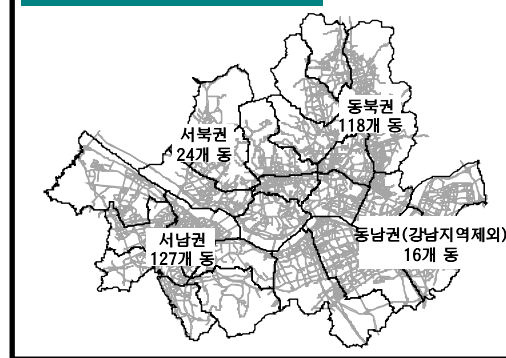 동북권
118개 동
서북권
24개 동
서남권
127개 동
동남권(강남지역제외)
16개 동